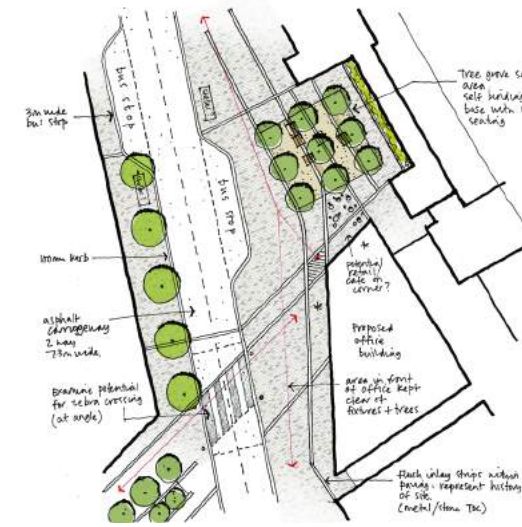 3m wide
bus stop
bus stop
bus stop
Tree grove
area
self binding
base with
seating
100mm kerb
asphalt
carriageway
2 way
7.3m wide.
Examine potential
for zebra crossing
(at angle)
*
potential
retail/
cafe on
corner?
*
Proposed
office
building
area in front
of office kept
clear of
fixtures + trees
Flush inlay strips within
paving. represent history
of site.
(metal/stone TBC)